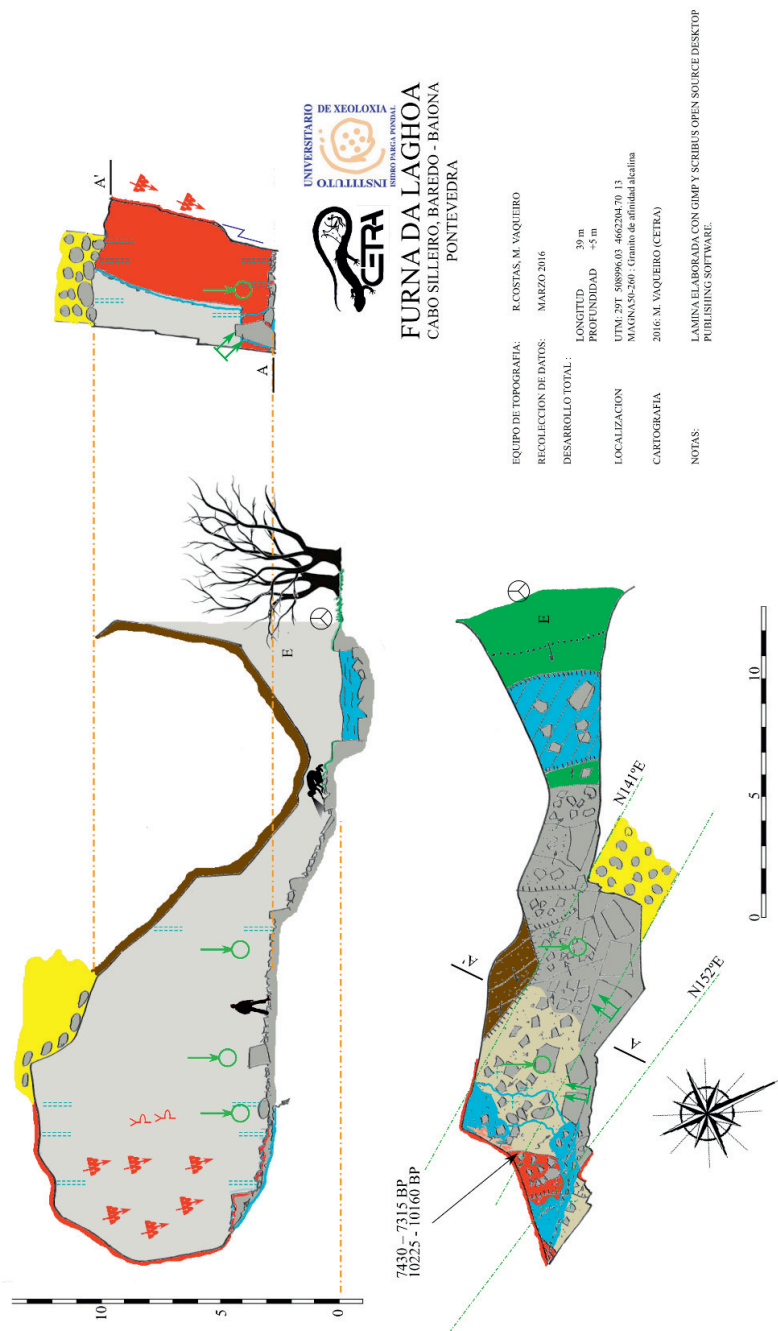 A'
A
INSTITUTO
UNIVERSITARIO
DE XEOLOXIA
ISIDRO PARGA PONDAL
CETRA
FURNA DA LAGHOA
CABO SILLEIRO, BAREDO - BAIONA
PONTEVEDRA
EQUIPO DE TOPOGRAFIA: R.COSTAS, M. VAQUEIRO
RECOLECCION DE DATOS: MARZO 2016
DESARROLLO TOTAL : LONGITUD 39 m
PROFUNDIDAD +5 m
LOCALIZACION UTM: 29T 508996.03 4662204.70 13
MAGNA50-260 : Granito de afinidad alcalina
CARTOGRAFIA 2016: M. VAQUEIRO (CETRA)
NOTAS: LAMINA ELABORADA CON GIMP Y SCRIBUS OPEN SOURCE DESKTOP
PUBLISHING SOFTWARE.
10
5
0
E
7430 – 7315 BP
10225 - 10160 BP
A'
A
N152ºE
N141ºE
E
0
5
10